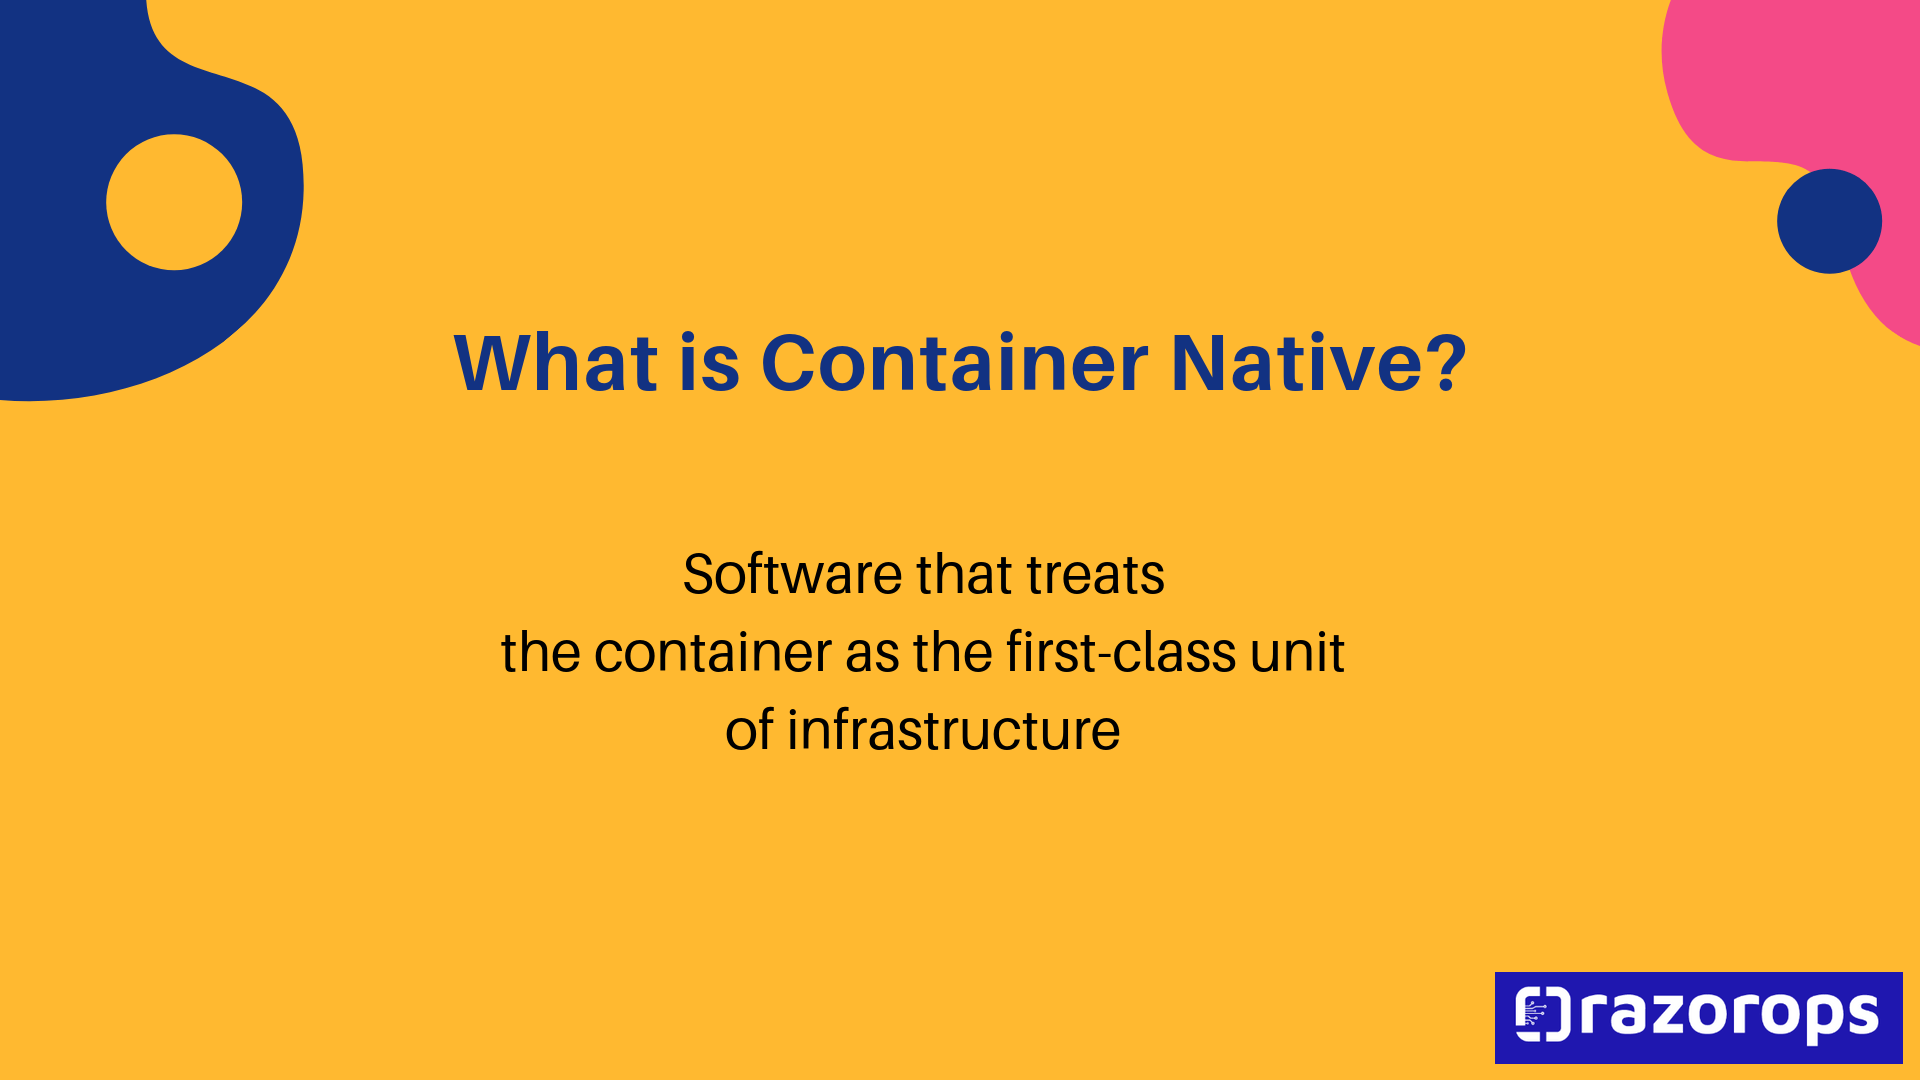 What is Container Native?
Software that treats
the container as the first-class unit
of infrastructure
razorops